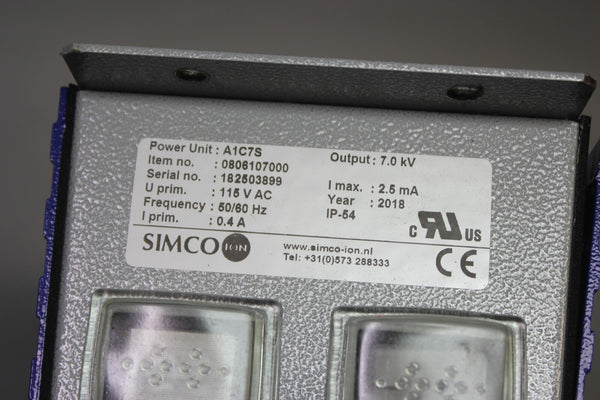 Power Unit : A1C7S Output : 7.0 kV
Item no. : 0806107000
Serial no. : 182503899 I max. : 2.5 mA
U prim. : 115 V AC Year : 2018
Frequency : 50/60 Hz IP-54
I prim. : 0.4 A
c RU US
SIMCO ION www.simco-ion.nl
Tel: +31(0)573 288333 CE